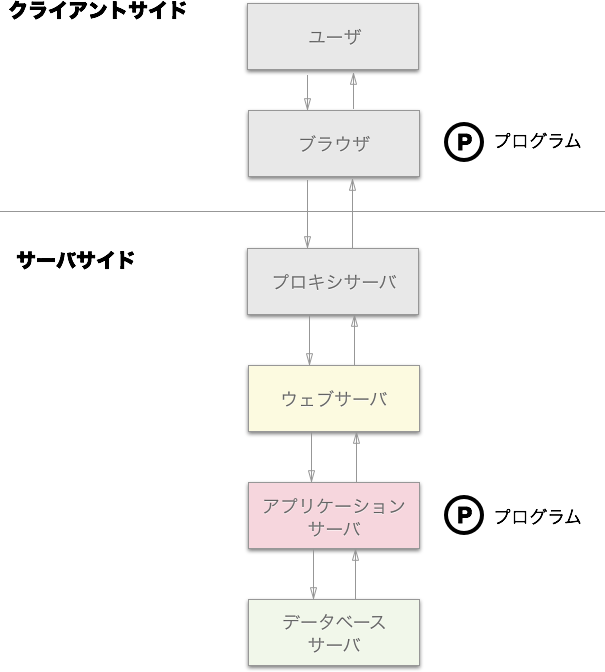 クライアントサイド
ユーザ
ブラウザ
P プログラム
サーバサイド
プロキシサーバ
ウェブサーバ
アプリケーション
サーバ
P プログラム
データベース
サーバ